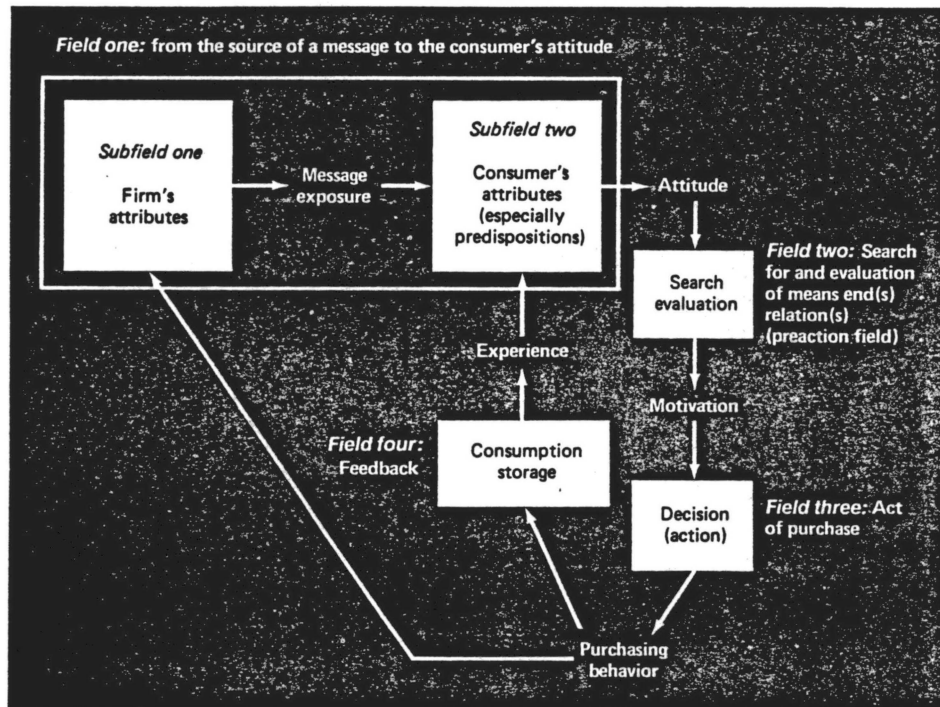 Field one: from the source of a message to the consumer's attitude
Subfield one
Firm's
attributes
Message
exposure
Subfield two
Consumer's
attributes
(especially
predispositions)
Attitude
Search
evaluation
Field two: Search
for and evaluation
of means end(s)
relation(s)
(preaction field)
Experience
Motivation
Field four:
Feedback
Consumption
storage
Decision
(action)
Field three: Act
of purchase
Purchasing
behavior